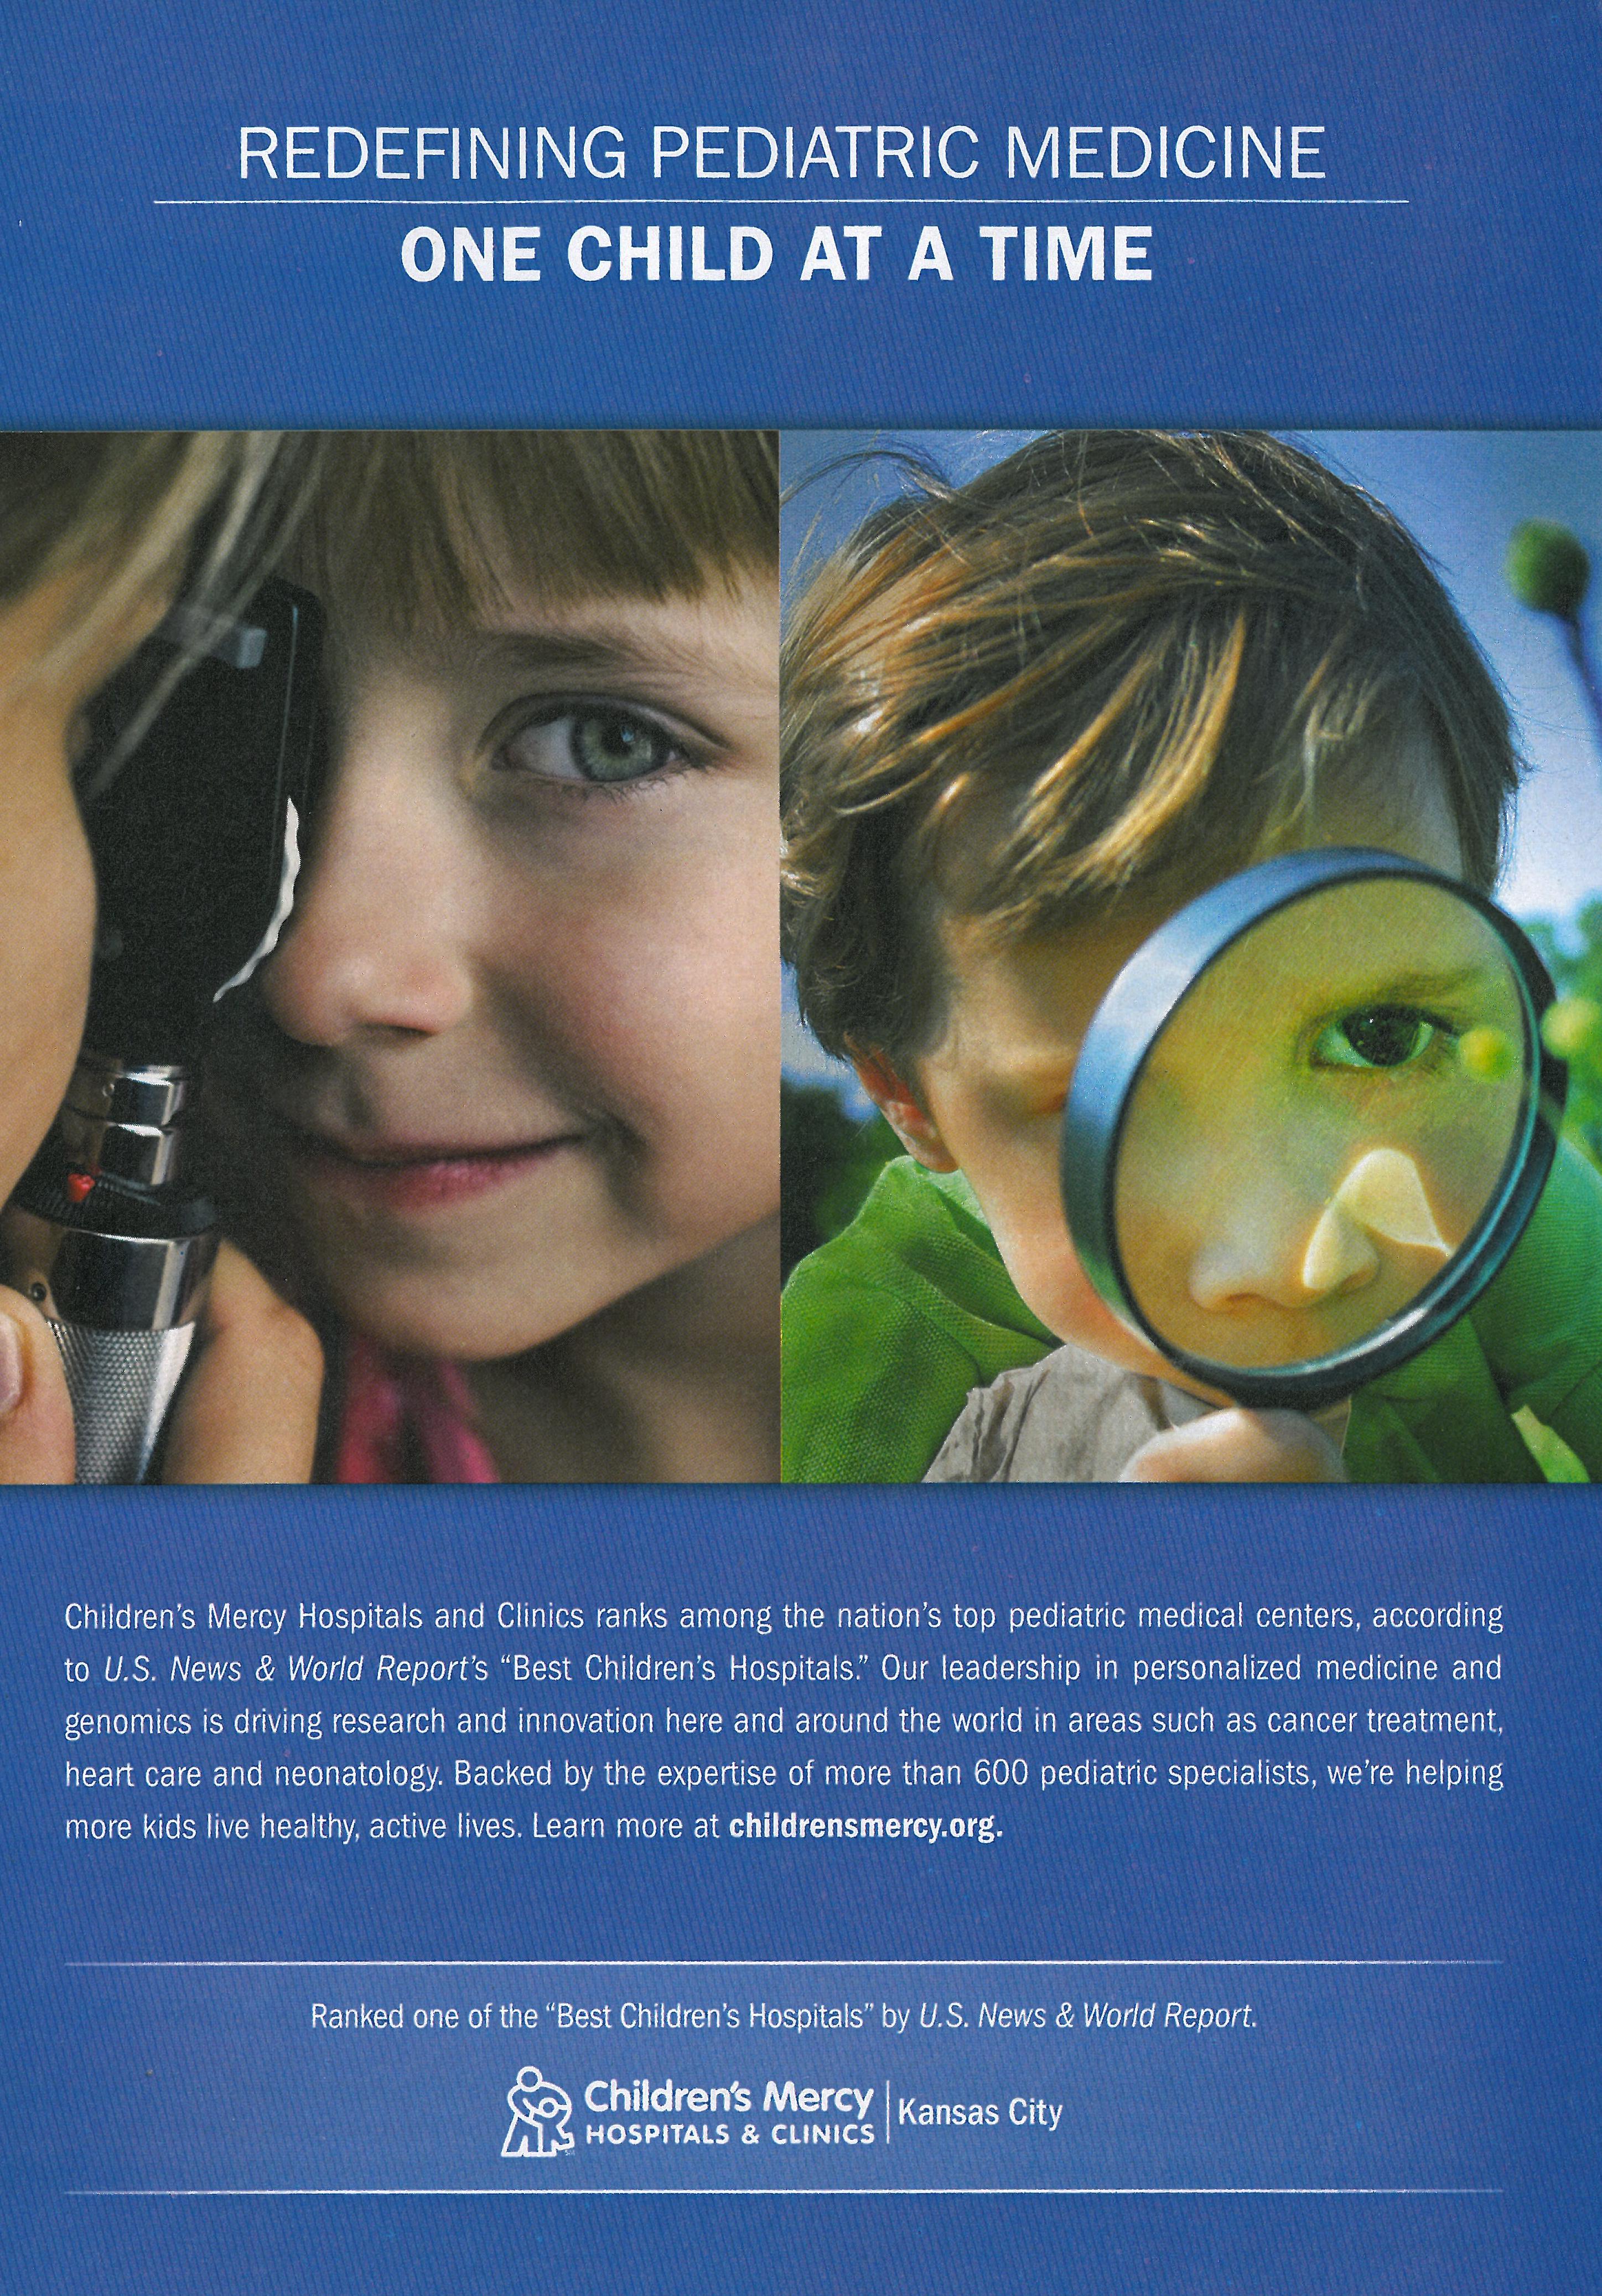 REDEFINING PEDIATRIC MEDICINE
ONE CHILD AT A TIME
Children's Mercy Hospitals and Clinics ranks among the nation's top pediatric medical centers, according
to U.S. News & World Report's “Best Children's Hospitals.” Our leadership in personalized medicine and
genomics is driving research and innovation here and around the world in areas such as cancer treatment,
heart care and neonatology. Backed by the expertise of more than 600 pediatric specialists, we're helping
more kids live healthy, active lives. Learn more at childrensmercy.org.
Ranked one of the “Best Children's Hospitals” by U.S. News & World Report.
Children's Mercy
HOSPITALS & CLINICS
Kansas City